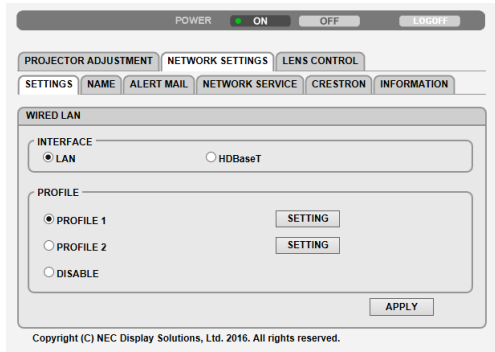 POWER ON OFF LOGOFF
PROJECTOR ADJUSTMENT NETWORK SETTINGS LENS CONTROL
SETTINGS NAME ALERT MAIL NETWORK SERVICE CRESTRON INFORMATION
WIRED LAN
INTERFACE
LAN HDBaseT
PROFILE
PROFILE 1 SETTING
PROFILE 2 SETTING
DISABLE
APPLY
Copyright (C) NEC Display Solutions, Ltd. 2016. All rights reserved.